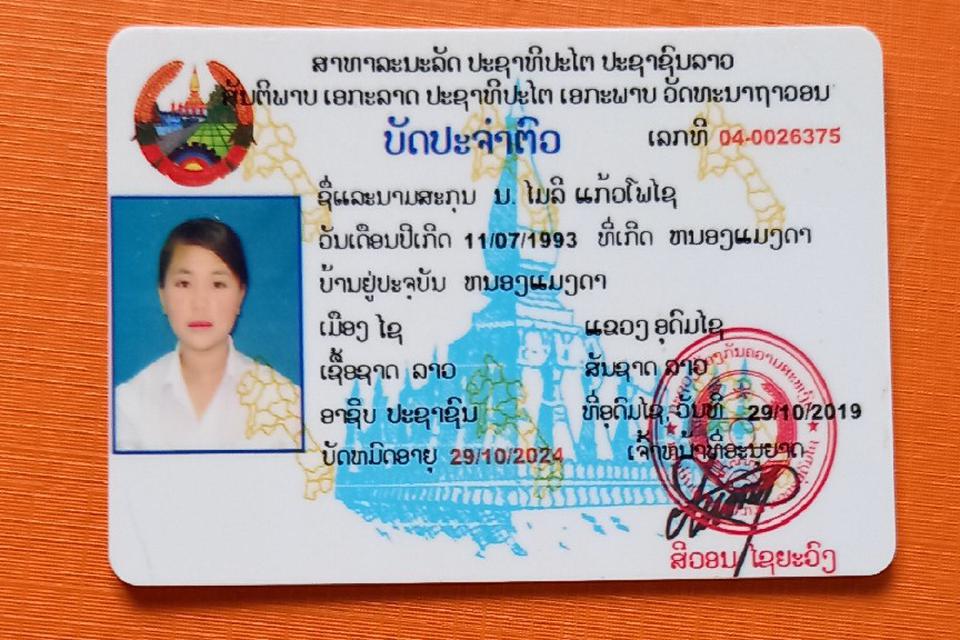 ສາທາລະນະລັດ ປະຊາທິປະໄຕ ປະຊາຊົນລາວ
ສັນຕິພາບ ເອກະລາດ ປະຊາທິປະໄຕ ເອກະພາບ ວັດທະນາຖາວອນ
ບັດປະຈຳຕົວ ເລກທີ 04-0026375
ຊື່ແລະນາມສະກຸນ ນ. ໄມລີ ແກ້ວໂພໄຊ
ວັນເດືອນປີເກີດ 11/07/1993 ທີ່ເກີດ ຫນອງແມງດາ
ບ້ານຢູ່ປະຈຸບັນ ຫນອງແມງດາ
ເມືອງ ໄຊ ແຂວງ ອຸດົມໄຊ
ເຊື້ອຊາດ ລາວ ສັນຊາດ ລາວ
ອາຊີບ ປະຊາຊົນ ທີ່ອຸດົມໄຊ, ວັນທີ 29/10/2019
ບັດຫມົດອາຍຸ 29/10/2024 ເຈົ້າຫນ້າທີ່ອະນຸຍາດ
ສີວອນ ໄຊຍະວົງ